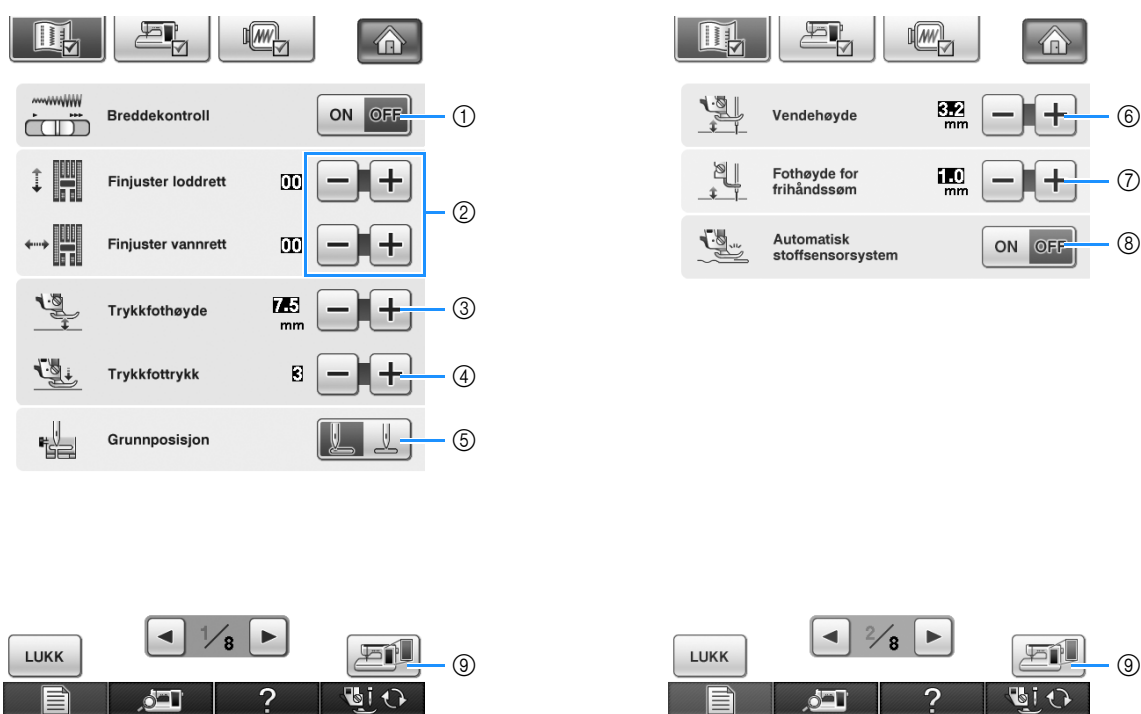 Breddekontroll ON OFF ①
Finjuster loddrett 00
②
Finjuster vannrett 00
Trykkfothøyde 7.5 mm ③
Trykkfottrykk 3 ④
Grunnposisjon ⑤
LUKK 1/8 ⑨
?
Vendehøyde 3.2 mm ⑥
Fothøyde for
frihåndssøm 1.0 mm ⑦
Automatisk
stoffsensorsystem ON OFF ⑧
LUKK 2/8 ⑨
?